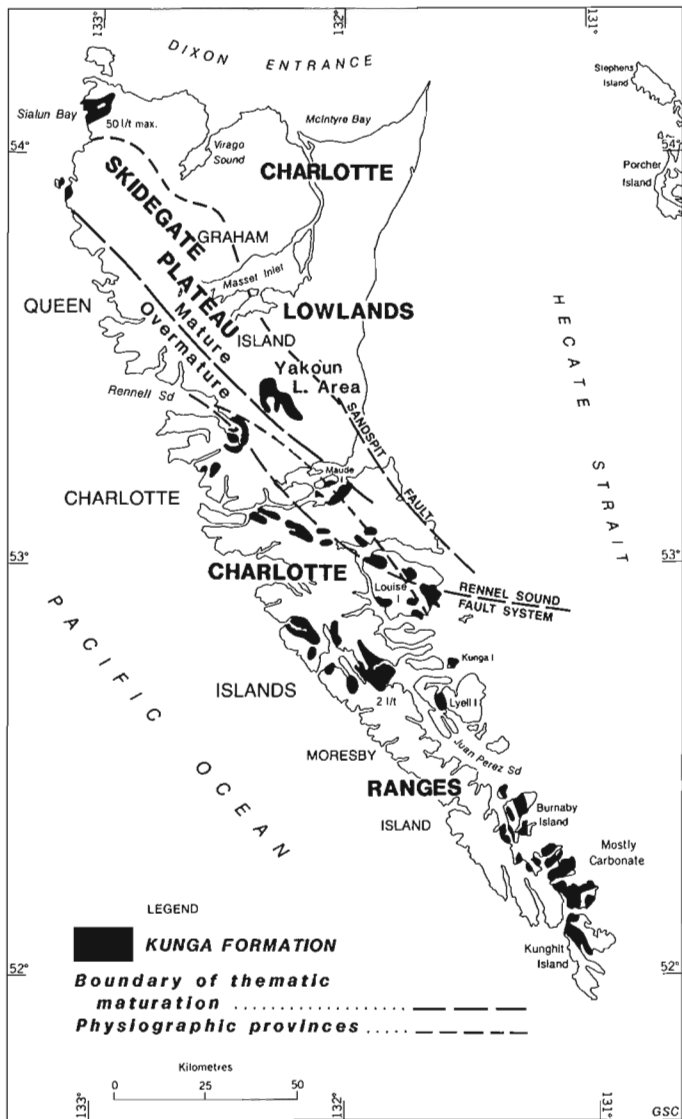 133°
132°
131°
DIXON ENTRANCE
Stephens
Island
Sialun Bay
50 l/t max.
McIntyre Bay
Virago
Sound
54°
54°
Porcher
Island
CHARLOTTE
SKIDEGATE
PLATEAU
GRAHAM
Masset Inlet
QUEEN
LOWLANDS
Mature
Overmature
ISLAND
HECATE STRAIT
Yakoun
L. Area
Rennell Sd
SANDSPIT FAULT
Maude
I
CHARLOTTE
53°
53°
CHARLOTTE
Louise
I
RENNEL SOUND
FAULT SYSTEM
PACIFIC OCEAN
Kunga I
ISLANDS
2 l/t
Lyell I
Juan Perez Sd
MORESBY
RANGES
ISLAND
Burnaby
Island
Mostly
Carbonate
LEGEND
KUNGA FORMATION
Kunghit
Island
52°
52°
Boundary of thematic
maturation
Physiographic provinces
Kilometres
0 25 50
133°
132°
131°
GSC